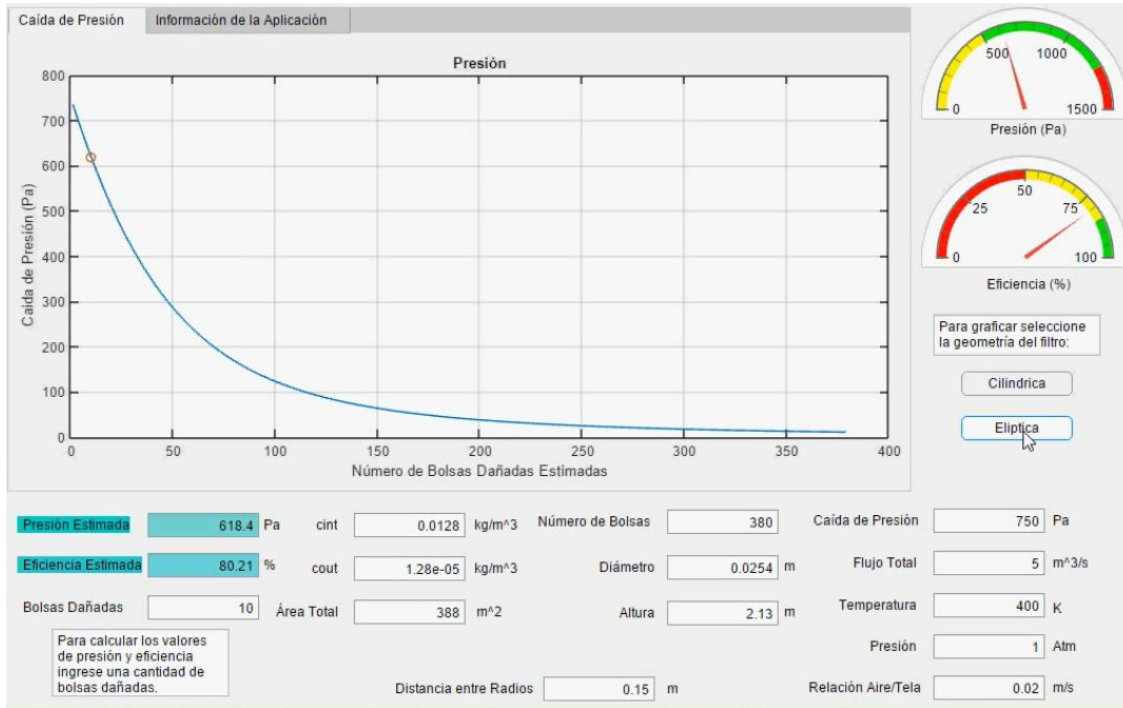 Caída de Presión
Información de la Aplicación
Presión
Caída de Presión (Pa)
800
700
600
500
400
300
200
100
0
0 50 100 150 200 250 300 350 400
Número de Bolsas Dañadas Estimadas
0 500 1000 1500
Presión (Pa)
0 25 50 75 100
Eficiencia (%)
Para graficar seleccione
la geometría del filtro:
Cilindrica
Eliptica
Presión Estimada 618.4 Pa
Eficiencia Estimada 80.21 %
Bolsas Dañadas 10
Para calcular los valores
de presión y eficiencia
ingrese una cantidad de
bolsas dañadas.
cint 0.0128 kg/m^3
cout 1.28e-05 kg/m^3
Área Total 388 m^2
Número de Bolsas 380
Diámetro 0.0254 m
Altura 2.13 m
Distancia entre Radios 0.15 m
Caída de Presión 750 Pa
Flujo Total 5 m^3/s
Temperatura 400 K
Presión 1 Atm
Relación Aire/Tela 0.02 m/s